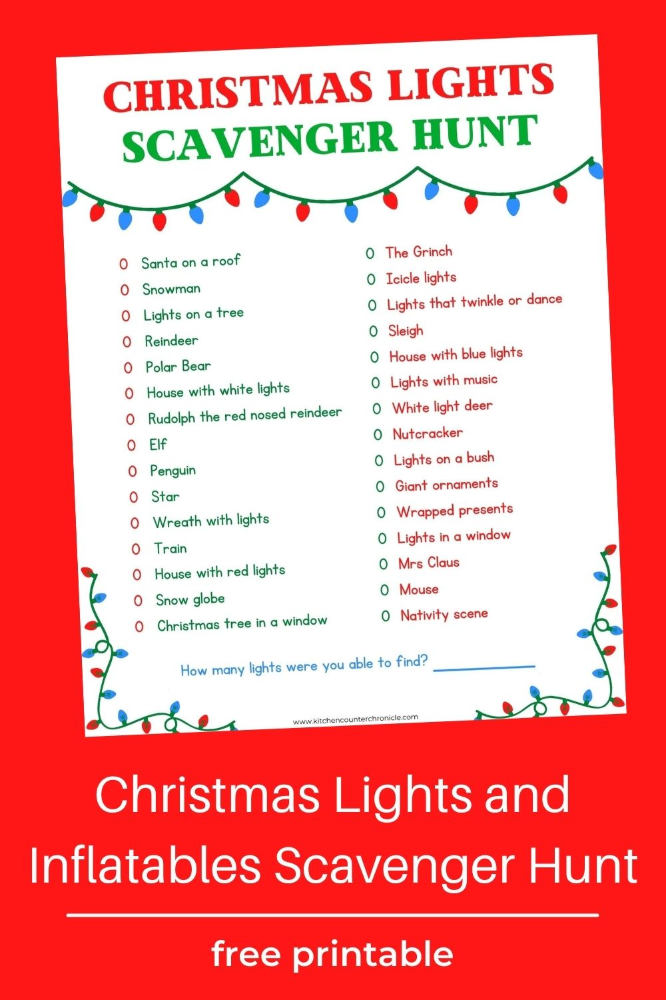 CHRISTMAS LIGHTS
SCAVENGER HUNT
Santa on a roof
Snowman
Lights on a tree
Reindeer
Polar Bear
House with white lights
Rudolph the red nosed reindeer
Elf
Penguin
Star
Wreath with lights
Train
House with red lights
Snow globe
Christmas tree in a window
The Grinch
Icicle lights
Lights that twinkle or dance
Sleigh
House with blue lights
Lights with music
White light deer
Nutcracker
Lights on a bush
Giant ornaments
Wrapped presents
Lights in a window
Mrs Claus
Mouse
Nativity scene
How many lights were you able to find?
www.kitchencounterchronicle.com
Christmas Lights and
Inflatables Scavenger Hunt
free printable